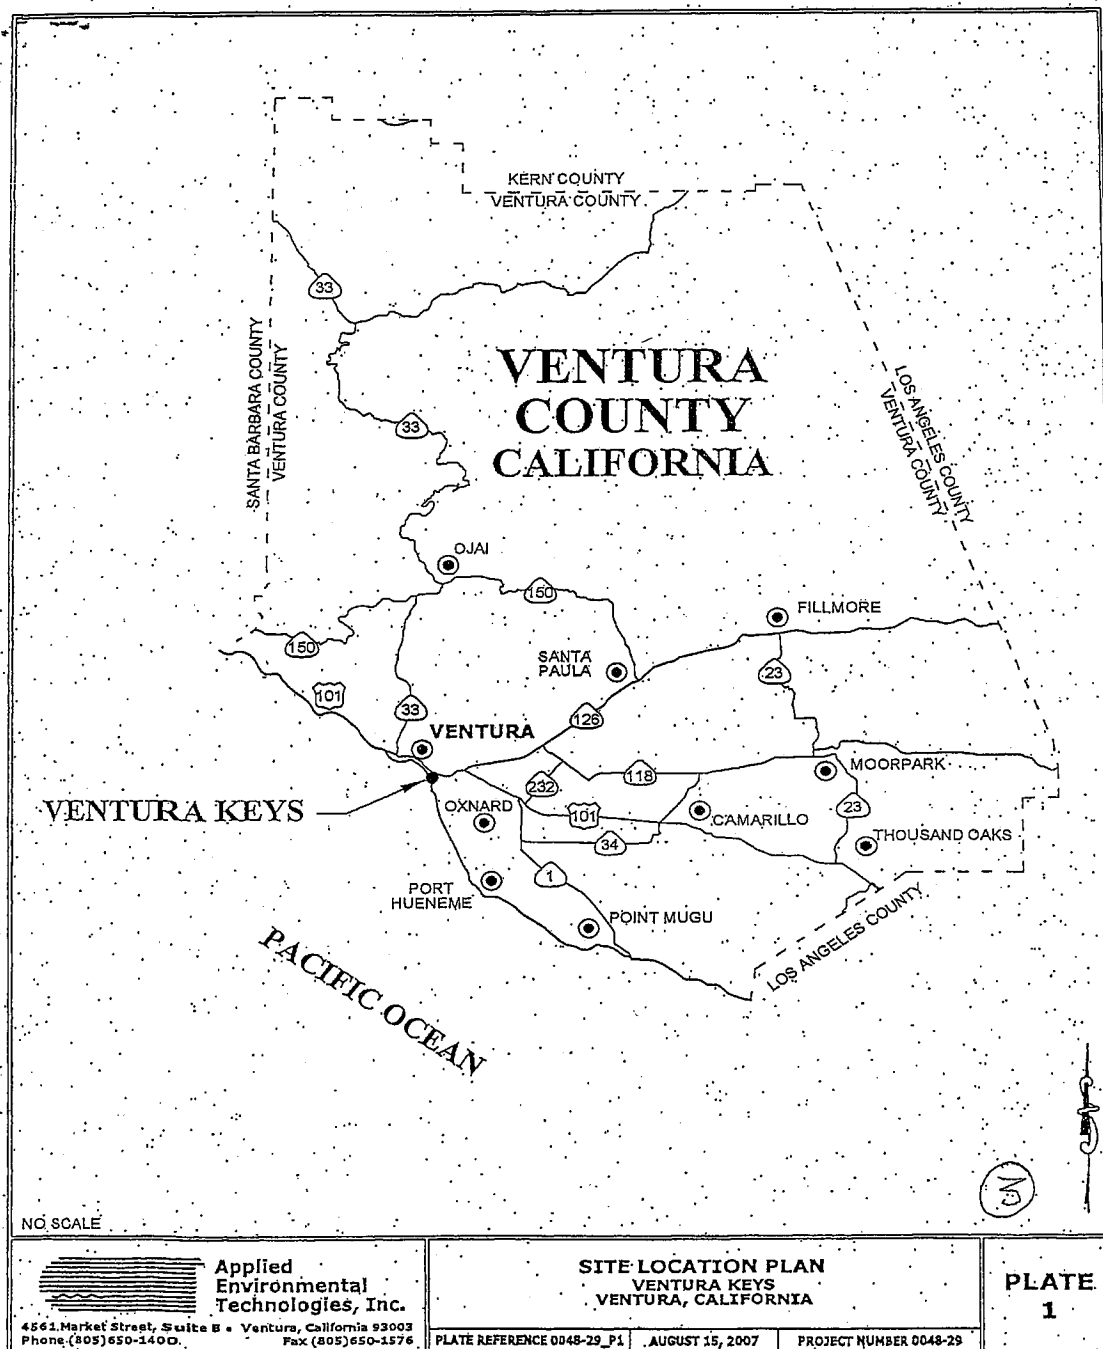 KERN COUNTY
VENTURA COUNTY
33
SANTA BARBARA COUNTY
VENTURA COUNTY
VENTURA
COUNTY
CALIFORNIA
LOS ANGELES COUNTY
VENTURA COUNTY
33
OJAI
150
FILLMORE
150
SANTA
PAULA
23
101
33
126
VENTURA
MOORPARK
118
232
VENTURA KEYS
OXNARD
101
CAMARILLO
23
THOUSAND OAKS
34
1
PORT
HUENEME
POINT MUGU
LOS ANGELES COUNTY
PACIFIC OCEAN
3
NO SCALE
Applied
Environmental
Technologies, Inc.
4561 Market Street, Suite B • Ventura, California 93003
Phone (805)650-1400 Fax (805)650-1576
SITE LOCATION PLAN
VENTURA KEYS
VENTURA, CALIFORNIA
PLATE REFERENCE 0048-29_P1 AUGUST 15, 2007 PROJECT NUMBER 0048-29
PLATE
1